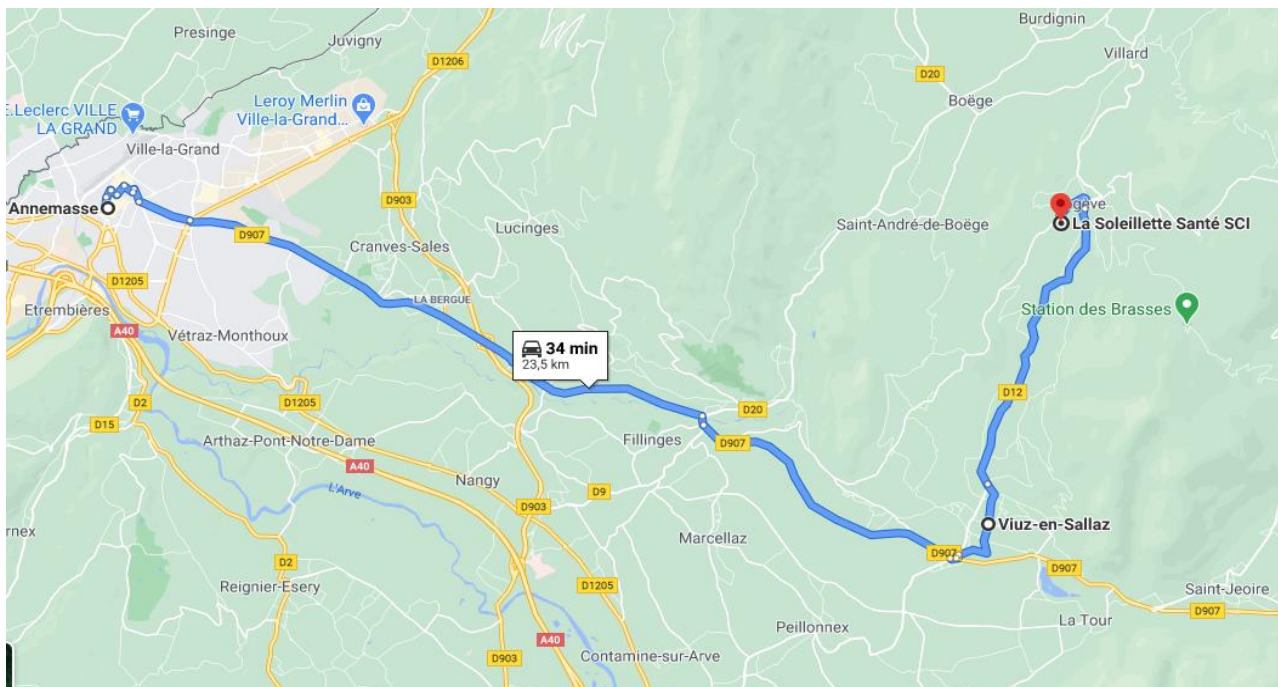 Burdignin
Presinge
Juvigny
Villard
D1206
D20
E.Leclerc VILLE
LA GRAND
Leroy Merlin
Ville-la-Grand...
Boëge
Ville-la-Grand
Annemasse
D903
Saint-André-de-Boëge
La Soleillette Santé SCI
Lucinges
D907
Cranves-Sales
D1205
Etrembières
LA BERGUE
Station des Brasses
A40
Vétraz-Monthoux
34 min
23,5 km
D12
D2
D1205
D15
D20
Arthaz-Pont-Notre-Dame
Fillinges
D907
A40
Nangy
L'Arve
D9
D903
Viuz-en-Sallaz
Marcellaz
D907
D2
D907
Reignier-Esery
D1205
Saint-Jeoire
D907
La Tour
Peillonnex
A40
Contamine-sur-Arve
D903